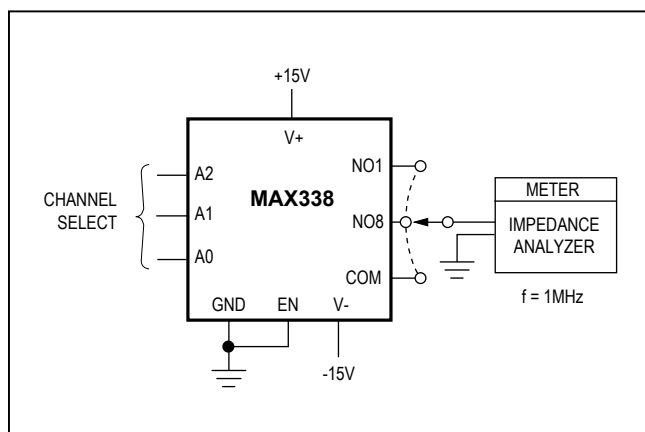 +15V
V+
A2
NO1
CHANNEL
SELECT
MAX338
METER
A1
NO8
IMPEDANCE
ANALYZER
A0
COM
f = 1MHz
GND
EN
V-
-15V